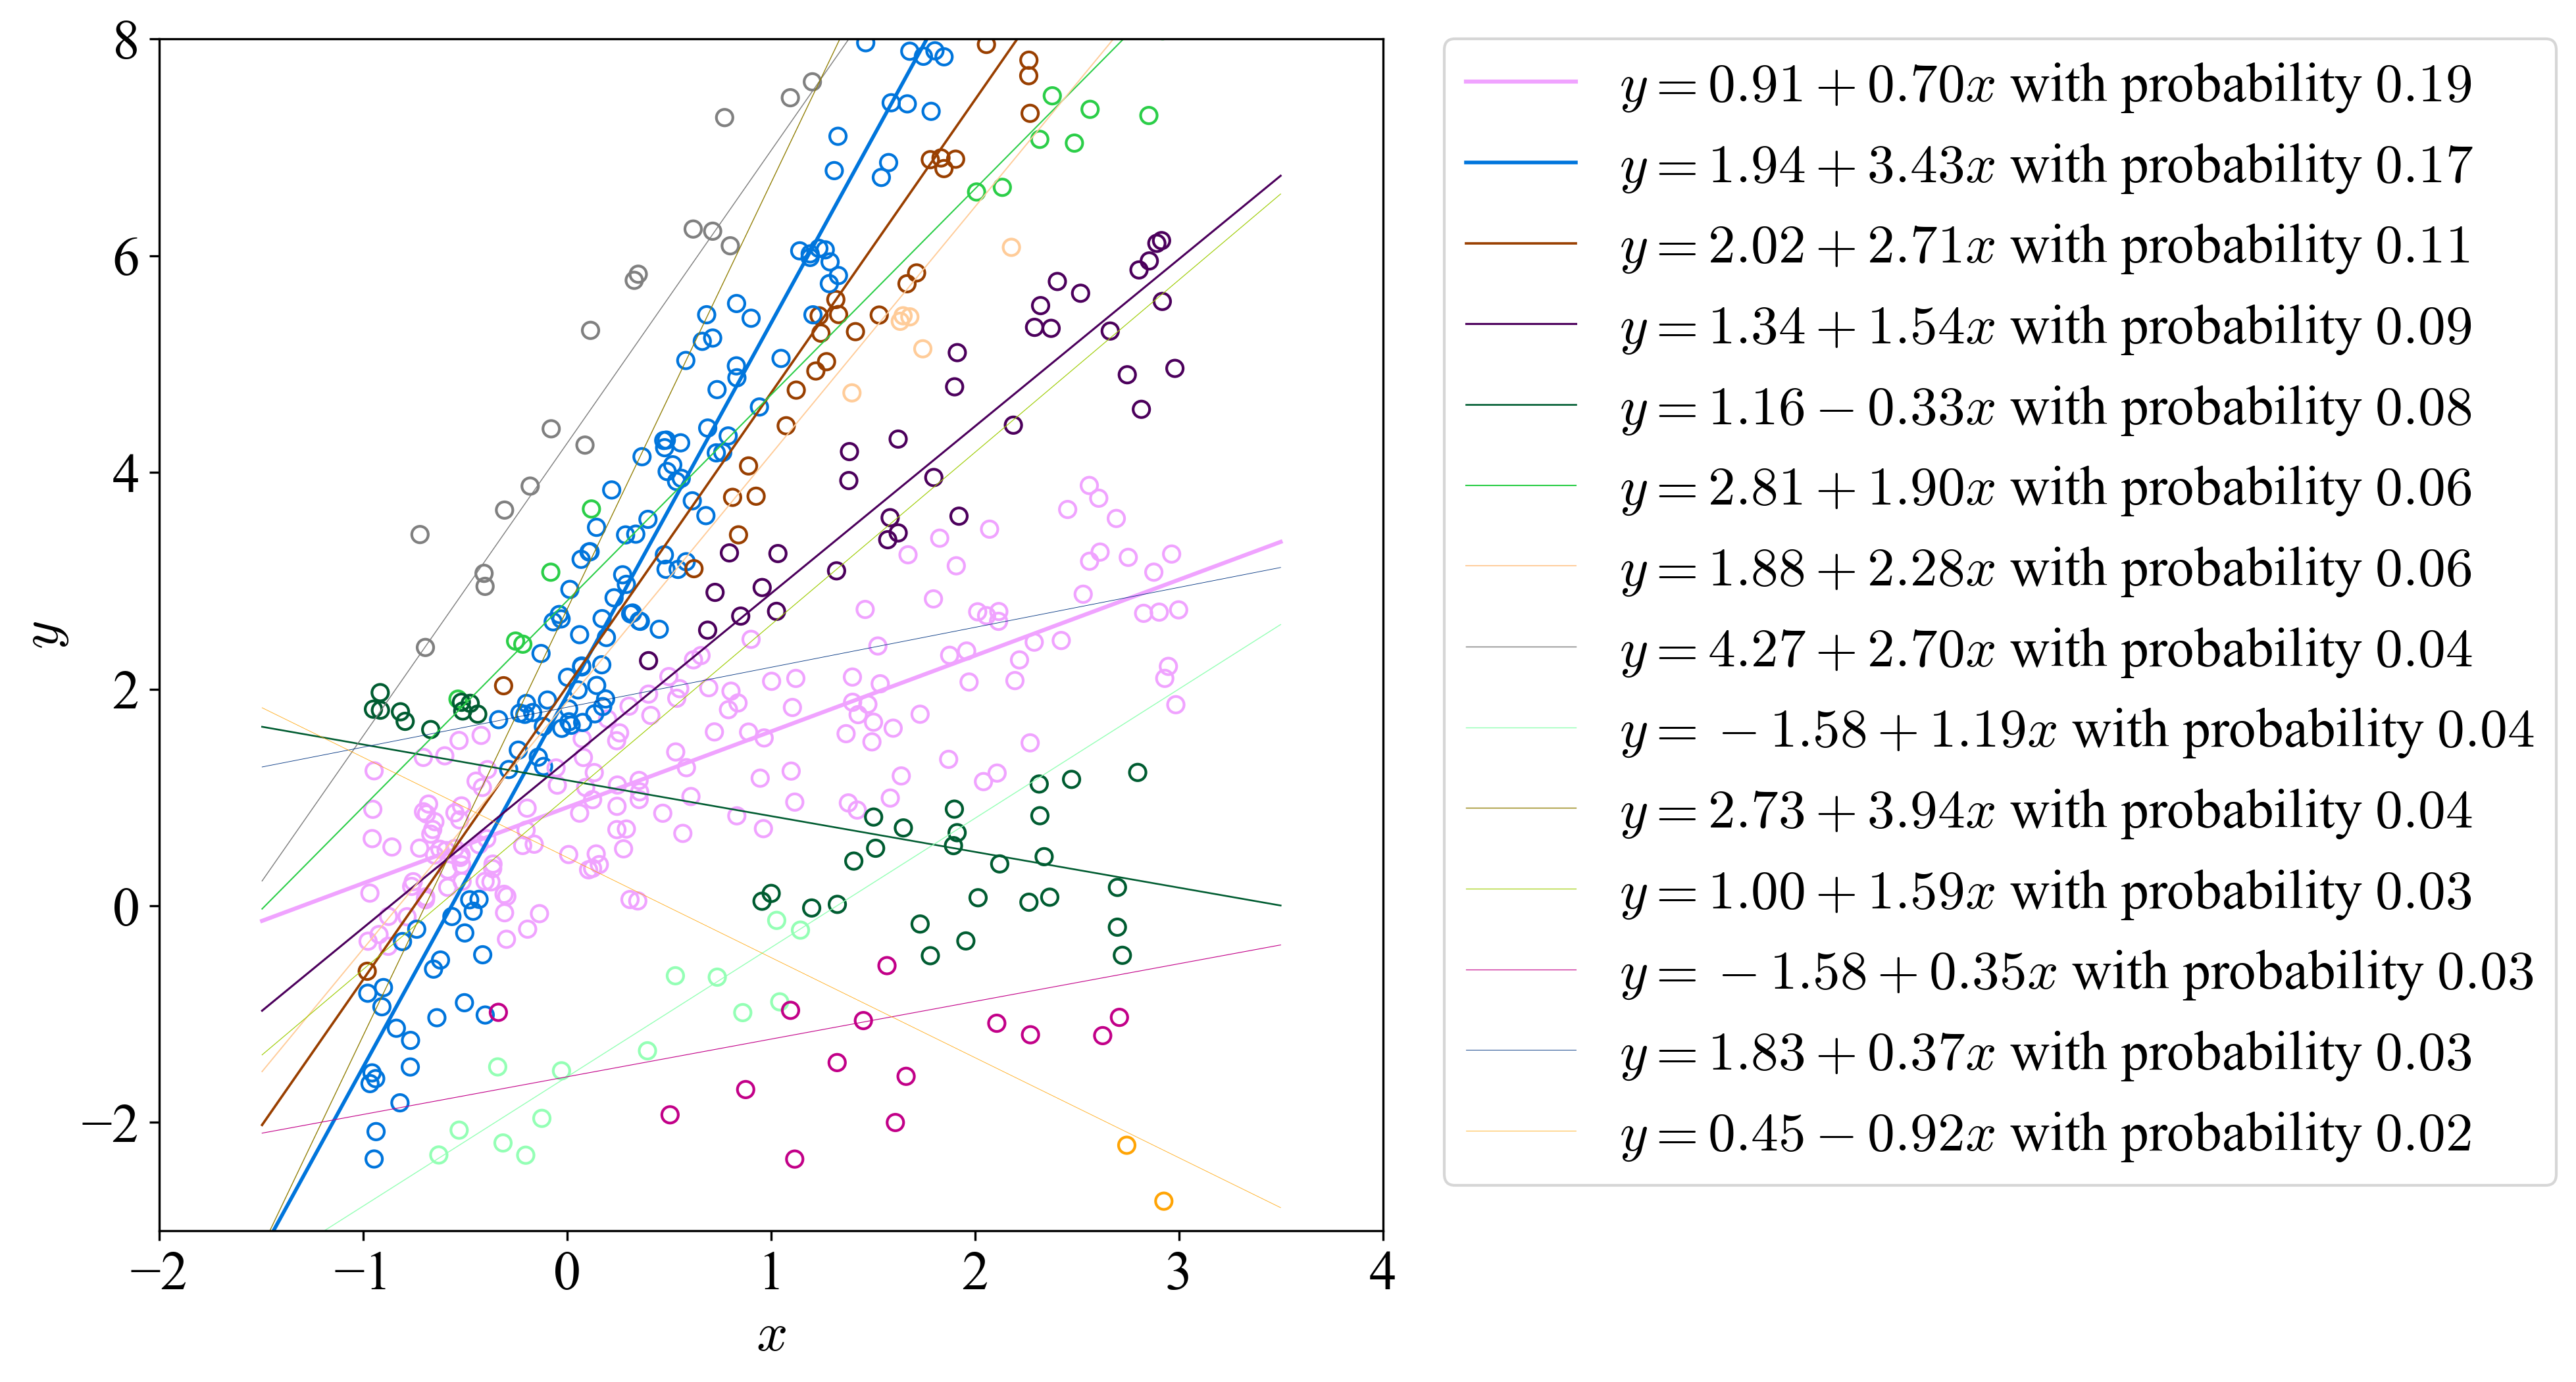 8
6
4
2
0
−2
y
−2 −1 0 1 2 3 4
x
y = 0.91 + 0.70x with probability 0.19
y = 1.94 + 3.43x with probability 0.17
y = 2.02 + 2.71x with probability 0.11
y = 1.34 + 1.54x with probability 0.09
y = 1.16 − 0.33x with probability 0.08
y = 2.81 + 1.90x with probability 0.06
y = 1.88 + 2.28x with probability 0.06
y = 4.27 + 2.70x with probability 0.04
y = −1.58 + 1.19x with probability 0.04
y = 2.73 + 3.94x with probability 0.04
y = 1.00 + 1.59x with probability 0.03
y = −1.58 + 0.35x with probability 0.03
y = 1.83 + 0.37x with probability 0.03
y = 0.45 − 0.92x with probability 0.02